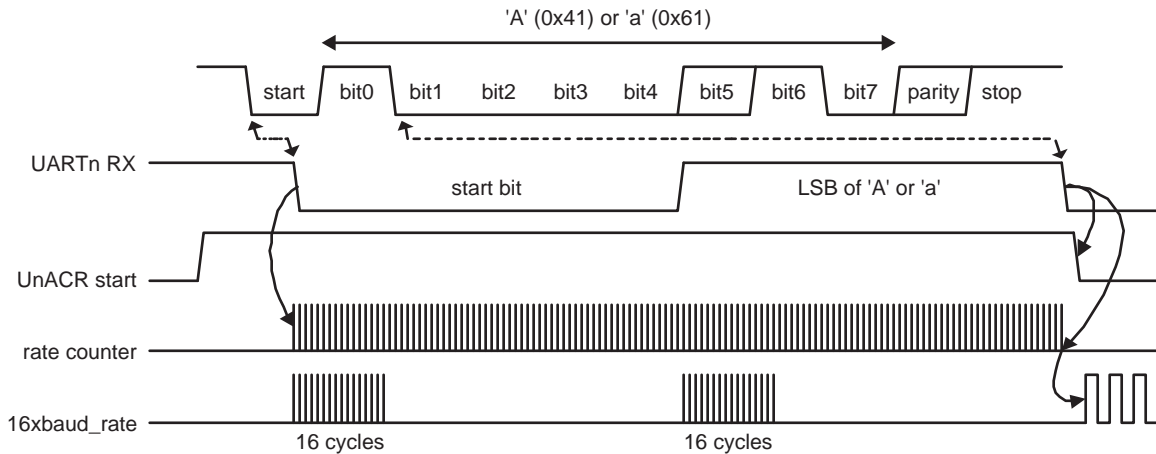 'A' (0x41) or 'a' (0x61)
start bit0 bit1 bit2 bit3 bit4 bit5 bit6 bit7 parity stop
UARTn RX
start bit LSB of 'A' or 'a'
UnACR start
rate counter
16xbaud_rate
16 cycles 16 cycles